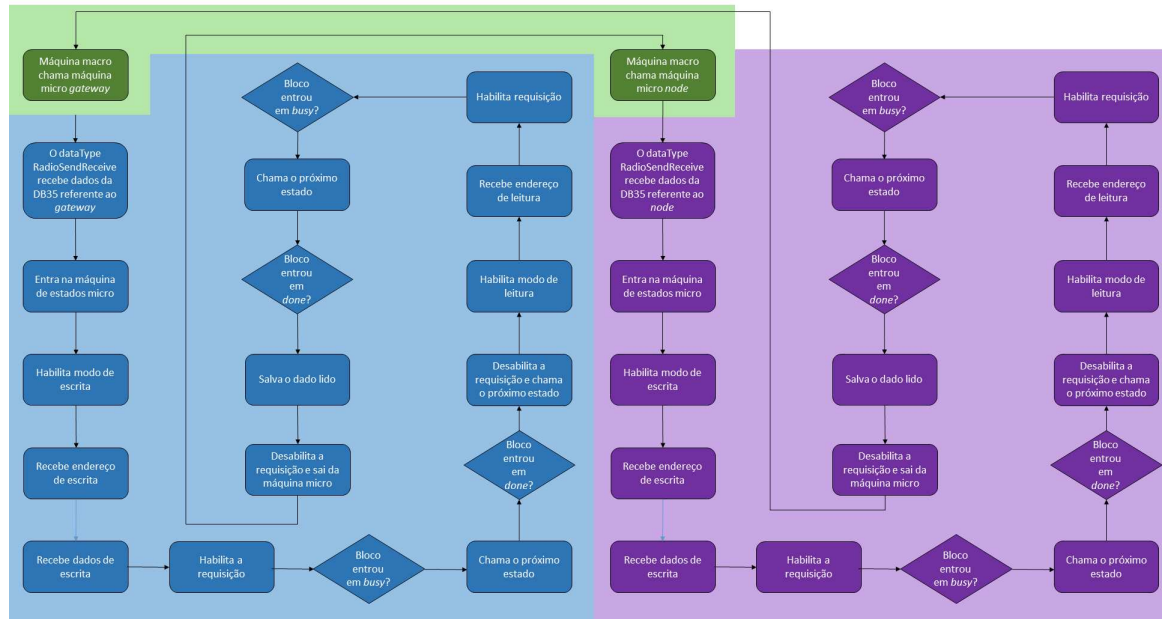 Máquina macro
chama máquina
micro gateway
O dataType
RadioSendReceive
recebe dados da
DB35 referente ao
gateway
Entra na máquina
de estados micro
Habilita modo de
escrita
Recebe endereço
de escrita
Recebe dados de
escrita
Habilita a
requisição
Bloco
entrou
em busy?
Chama o próximo
estado
Bloco
entrou
em
done?
Desabilita a
requisição e chama
o próximo estado
Habilita modo de
leitura
Recebe endereço
de leitura
Habilita requisição
Bloco
entrou
em busy?
Chama o próximo
estado
Bloco
entrou
em
done?
Salva o dado lido
Desabilita a
requisição e sai da
máquina micro
Máquina macro
chama máquina
micro node
O dataType
RadioSendReceive
recebe dados da
DB35 referente ao
node
Entra na máquina
de estados micro
Habilita modo de
escrita
Recebe endereço
de escrita
Recebe dados de
escrita
Habilita a
requisição
Bloco
entrou
em busy?
Chama o próximo
estado
Bloco
entrou
em
done?
Desabilita a
requisição e chama
o próximo estado
Habilita modo de
leitura
Recebe endereço
de leitura
Habilita requisição
Bloco
entrou
em busy?
Chama o próximo
estado
Bloco
entrou
em
done?
Salva o dado lido
Desabilita a
requisição e sai da
máquina micro